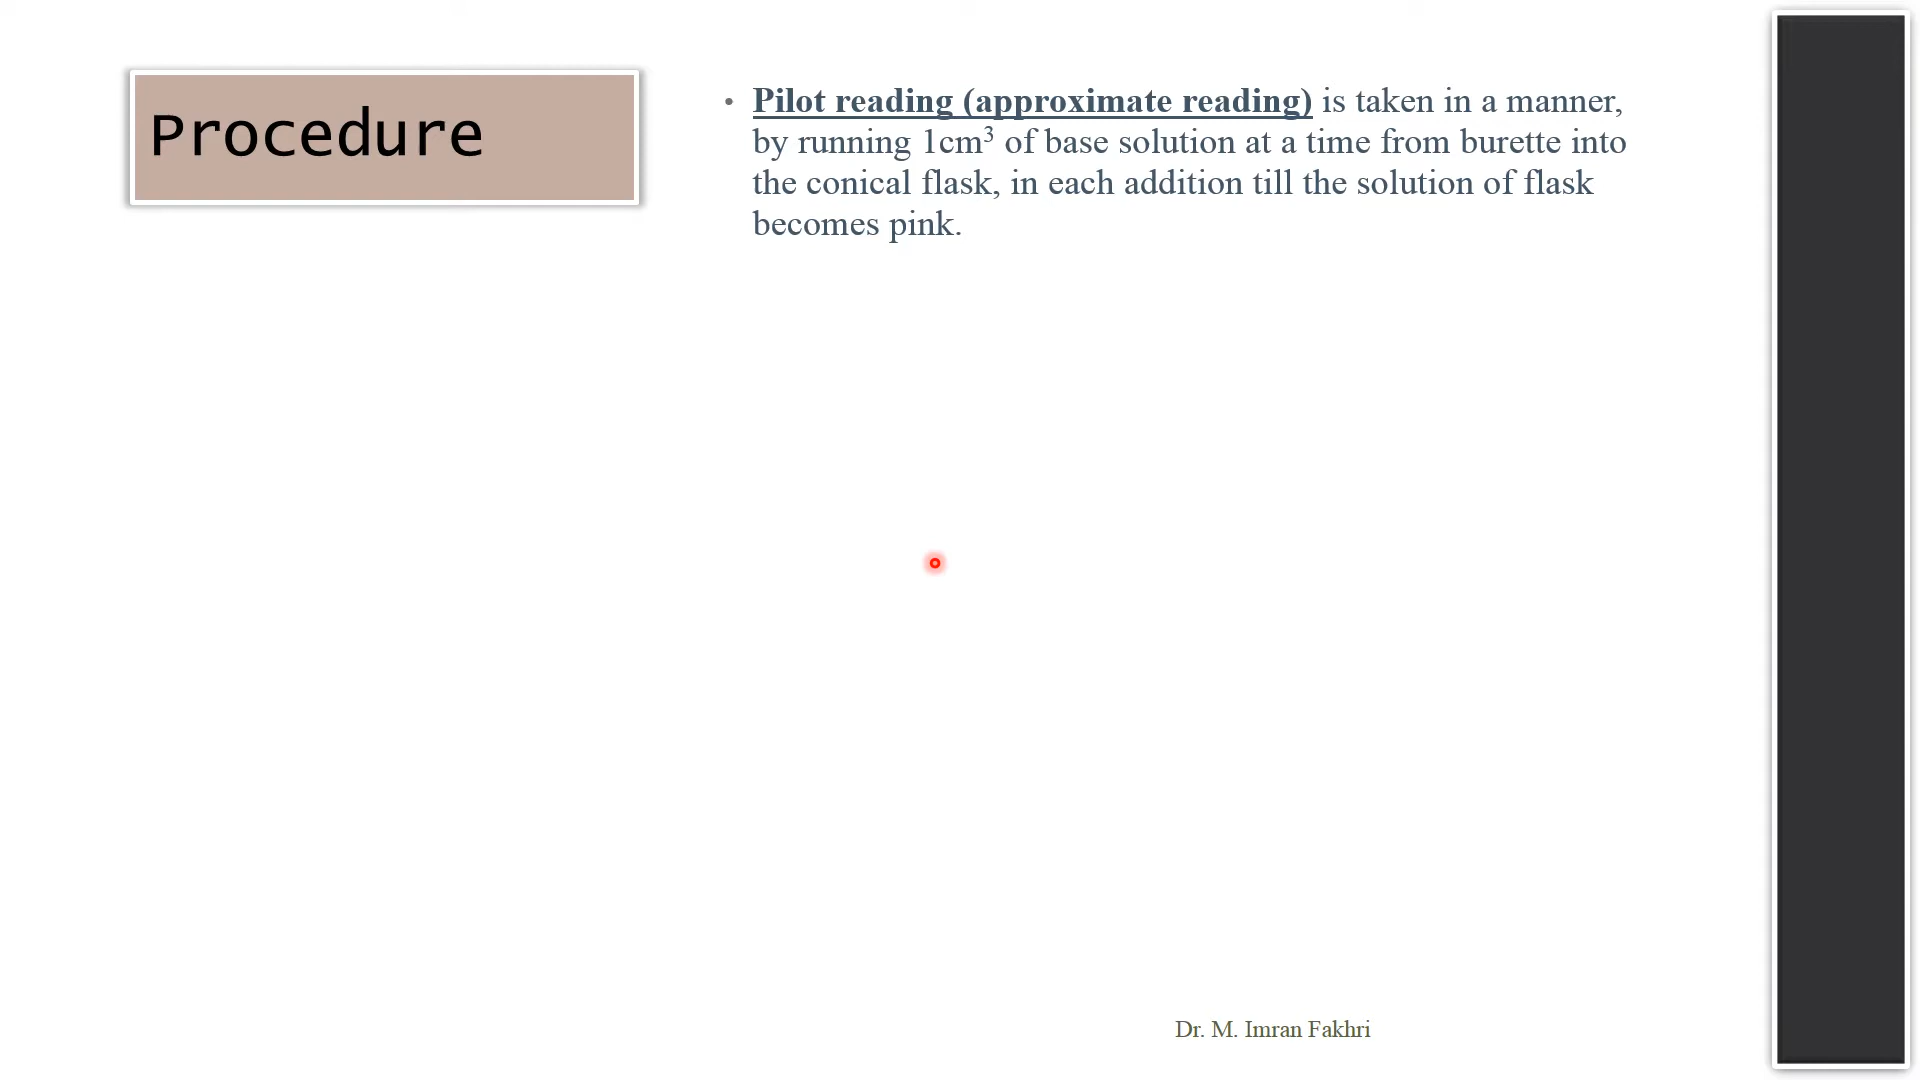 Procedure
• Pilot reading (approximate reading) is taken in a manner,
by running 1cm³ of base solution at a time from burette into
the conical flask, in each addition till the solution of flask
becomes pink.
Dr. M. Imran Fakhri